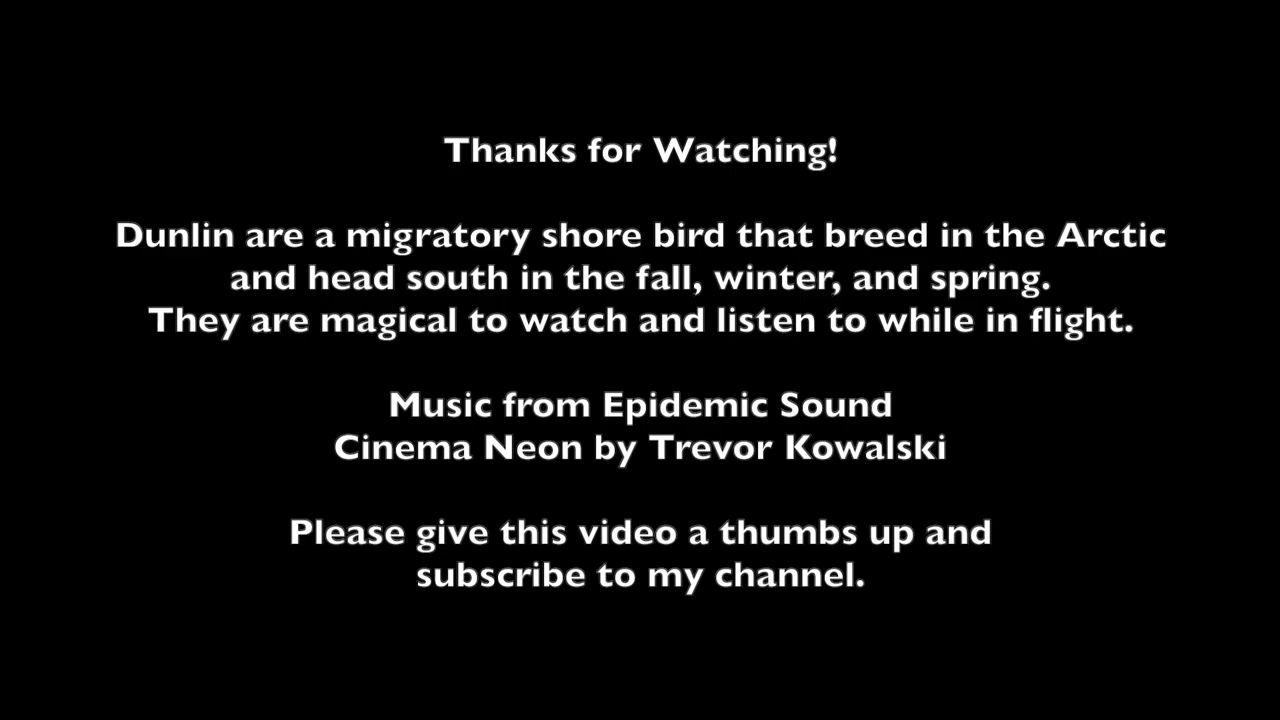 Thanks for Watching!
Dunlin are a migratory shore bird that breed in the Arctic
and head south in the fall, winter, and spring.
They are magical to watch and listen to while in flight.
Music from Epidemic Sound
Cinema Neon by Trevor Kowalski
Please give this video a thumbs up and
subscribe to my channel.